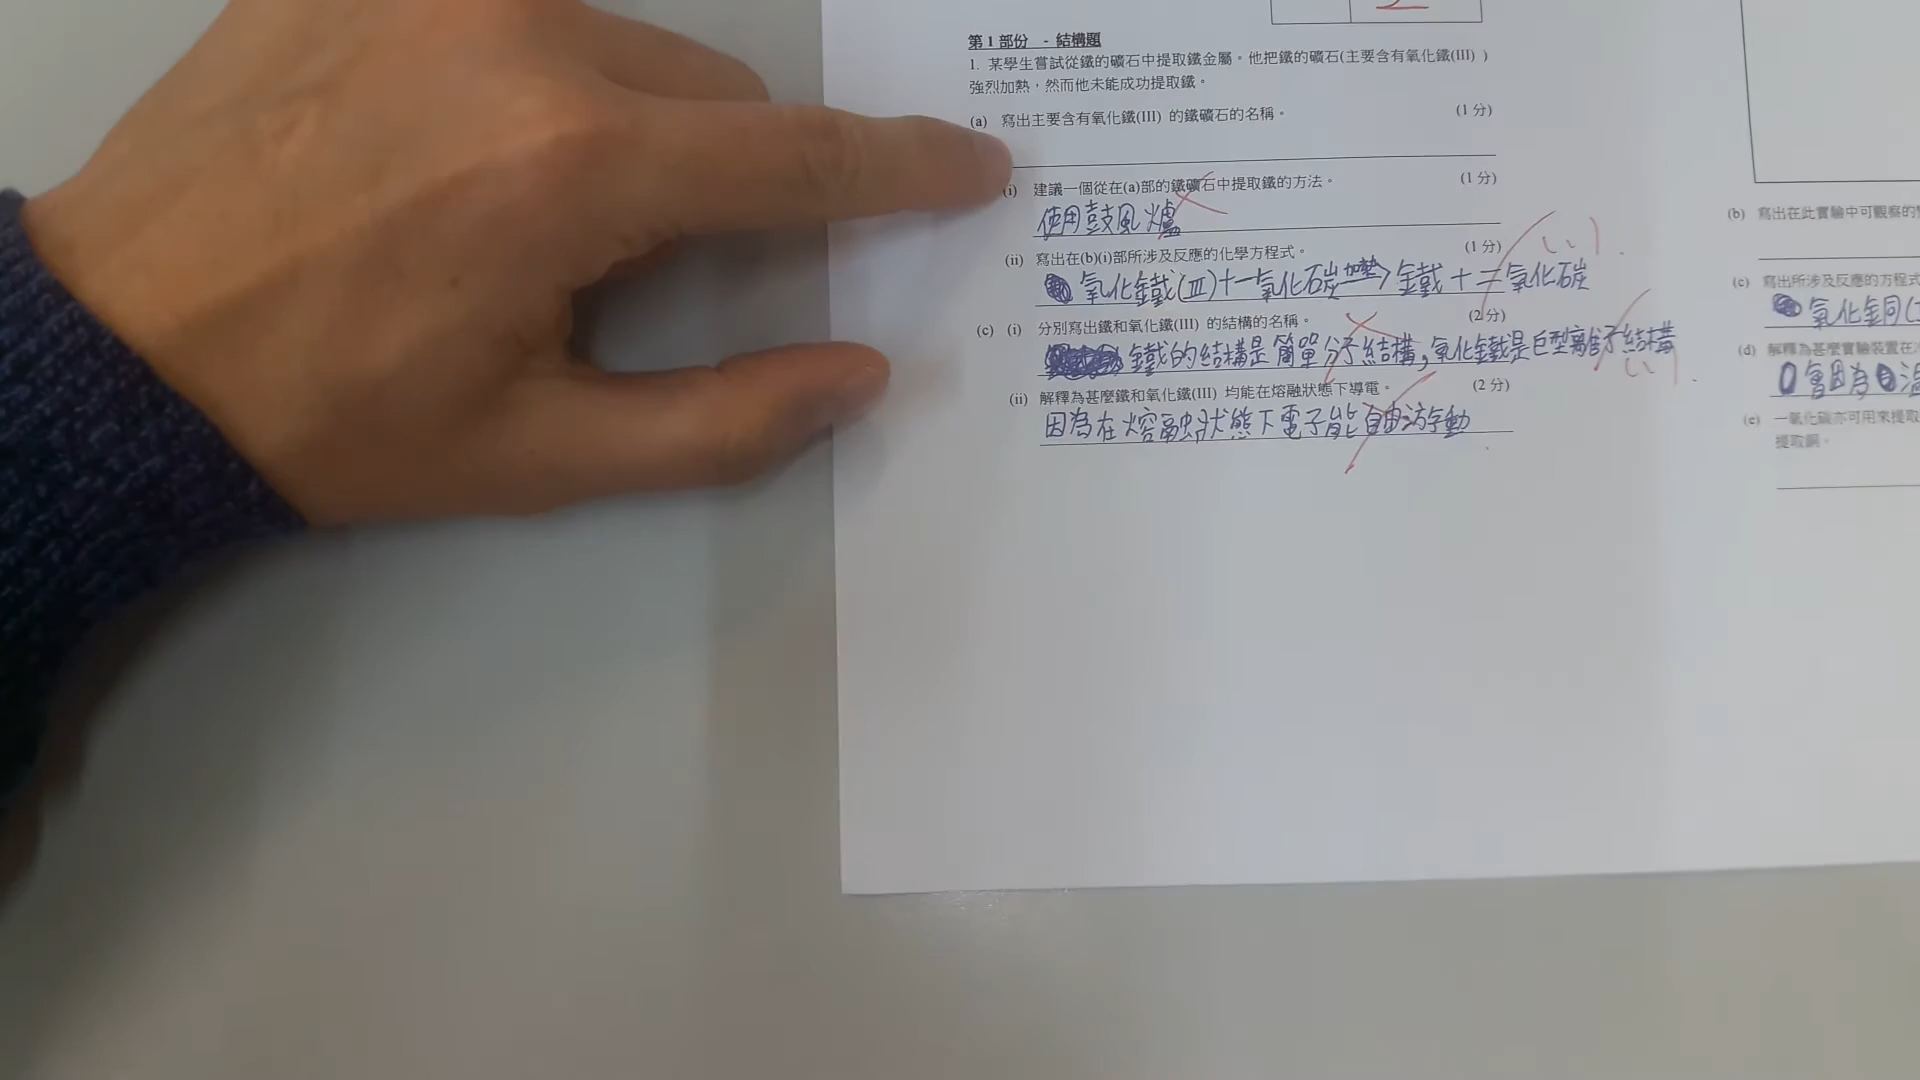 第 1 部份 - 結構題
1. 某學生嘗試從鐵的礦石中提取鐵金屬。他把鐵的礦石(主要含有氧化鐵(III) )
強烈加熱，然而他未能成功提取鐵。
(a) 寫出主要含有氧化鐵(III) 的鐵礦石的名稱。 (1 分)
(i) 建議一個從在(a)部的鐵礦石中提取鐵的方法。 (1 分)
使用鼓風爐
(ii) 寫出在(b)(i)部所涉及反應的化學方程式。 (1 分)
氧化鐵(III)+一氧化碳 加熱→ 鐵 + 二氧化碳
(c) (i) 分別寫出鐵和氧化鐵(III) 的結構的名稱。 (2 分)
鐵的結構是簡單分子結構，氧化鐵是巨型離子結構
(ii) 解釋為甚麼鐵和氧化鐵(III) 均能在熔融狀態下導電。 (2 分)
因為在熔融狀態下電子能自由游動
(b) 寫出在此實驗中可觀察的
(c) 寫出所涉及反應的方程式
氧化銅(
(d) 解釋為甚麼實驗裝置在
會因為
(e) 一氧化碳亦可用來提取
提取銅。